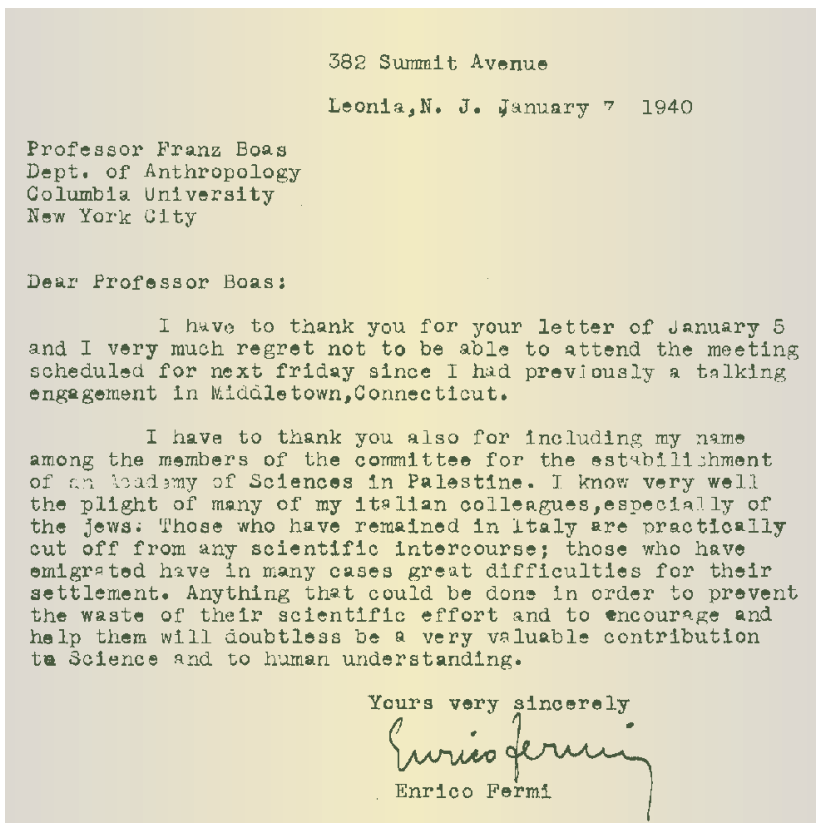 382 Summit Avenue
Leonia,N. J. January 7 1940
Professor Franz Boas
Dept. of Anthropology
Columbia University
New York City
Dear Professor Boas:
I have to thank you for your letter of January 5
and I very much regret not to be able to attend the meeting
scheduled for next friday since I had previously a talking
engagement in Middletown,Connecticut.
I have to thank you also for including my name
among the members of the committee for the estabilishment
of an Academy of Sciences in Palestine. I know very well
the plight of many of my italian colleagues,especially of
the jews. Those who have remained in Italy are practically
cut off from any scientific intercourse; those who have
emigrated have in many cases great difficulties for their
settlement. Anything that could be done in order to prevent
the waste of their scientific effort and to encourage and
help them will doubtless be a very valuable contribution
to Science and to human understanding.
Yours very sincerely
Enrico Fermi
Enrico Fermi